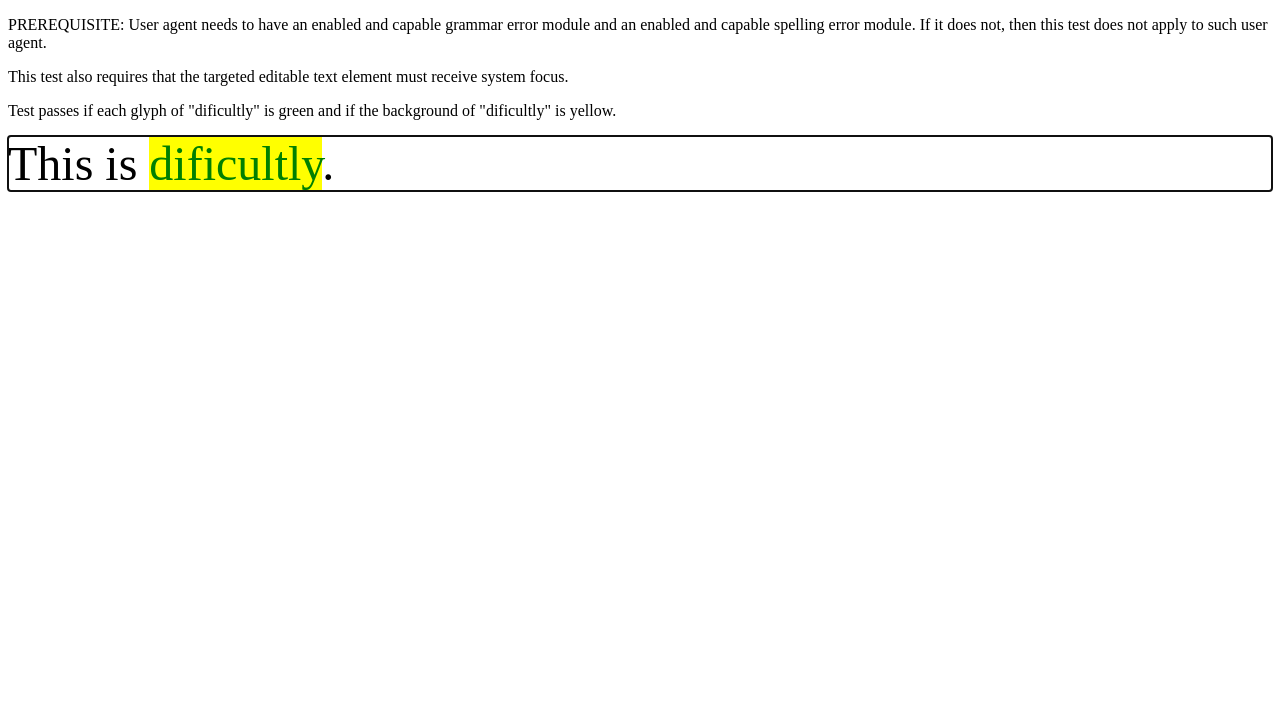 PREREQUISITE: User agent needs to have an enabled and capable grammar error module and an enabled and capable spelling error module. If it does not, then this test does not apply to such user
agent.
This test also requires that the targeted editable text element must receive system focus.
Test passes if each glyph of "dificultly" is green and if the background of "dificultly" is yellow.
This is dificultly.